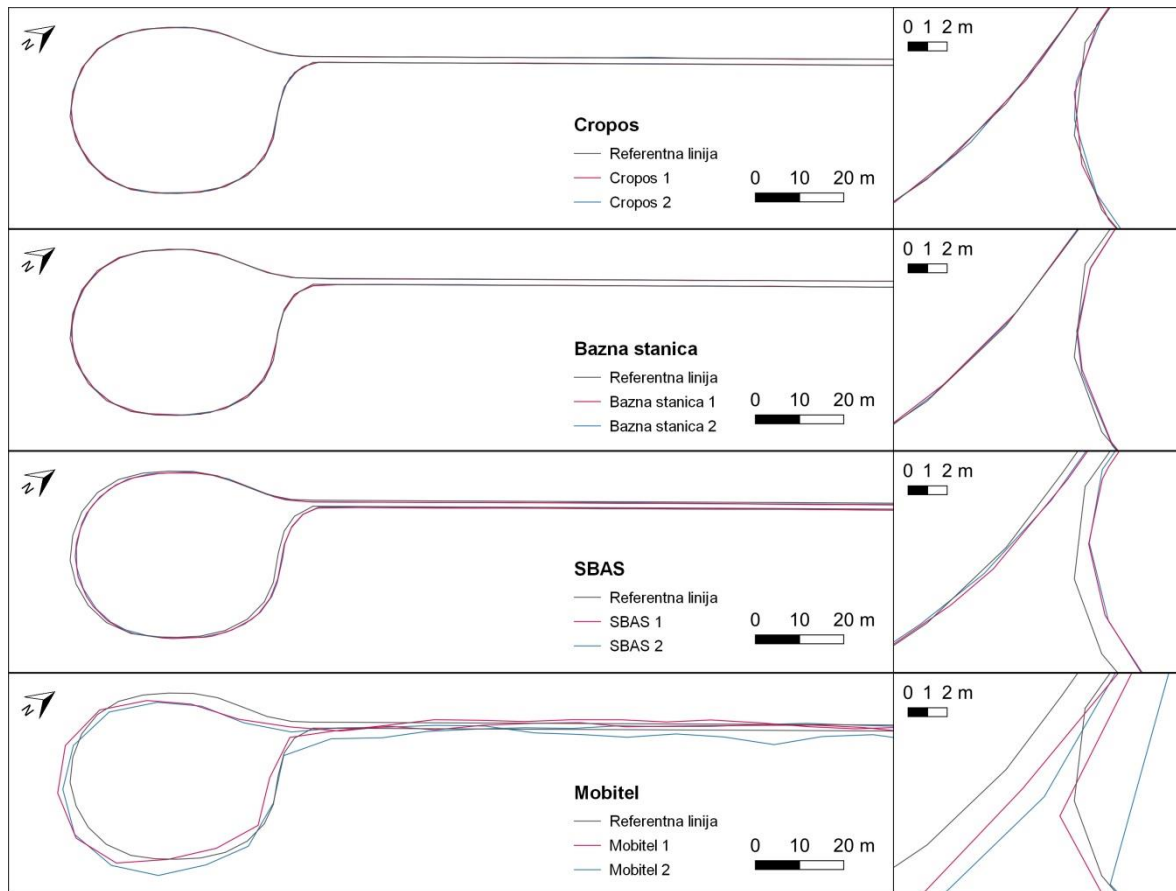 N
0 1 2 m
Cropos
Referentna linija
Cropos 1
Cropos 2
0 10 20 m
N
0 1 2 m
Bazna stanica
Referentna linija
Bazna stanica 1
Bazna stanica 2
0 10 20 m
N
0 1 2 m
SBAS
Referentna linija
SBAS 1
SBAS 2
0 10 20 m
N
0 1 2 m
Mobitel
Referentna linija
Mobitel 1
Mobitel 2
0 10 20 m